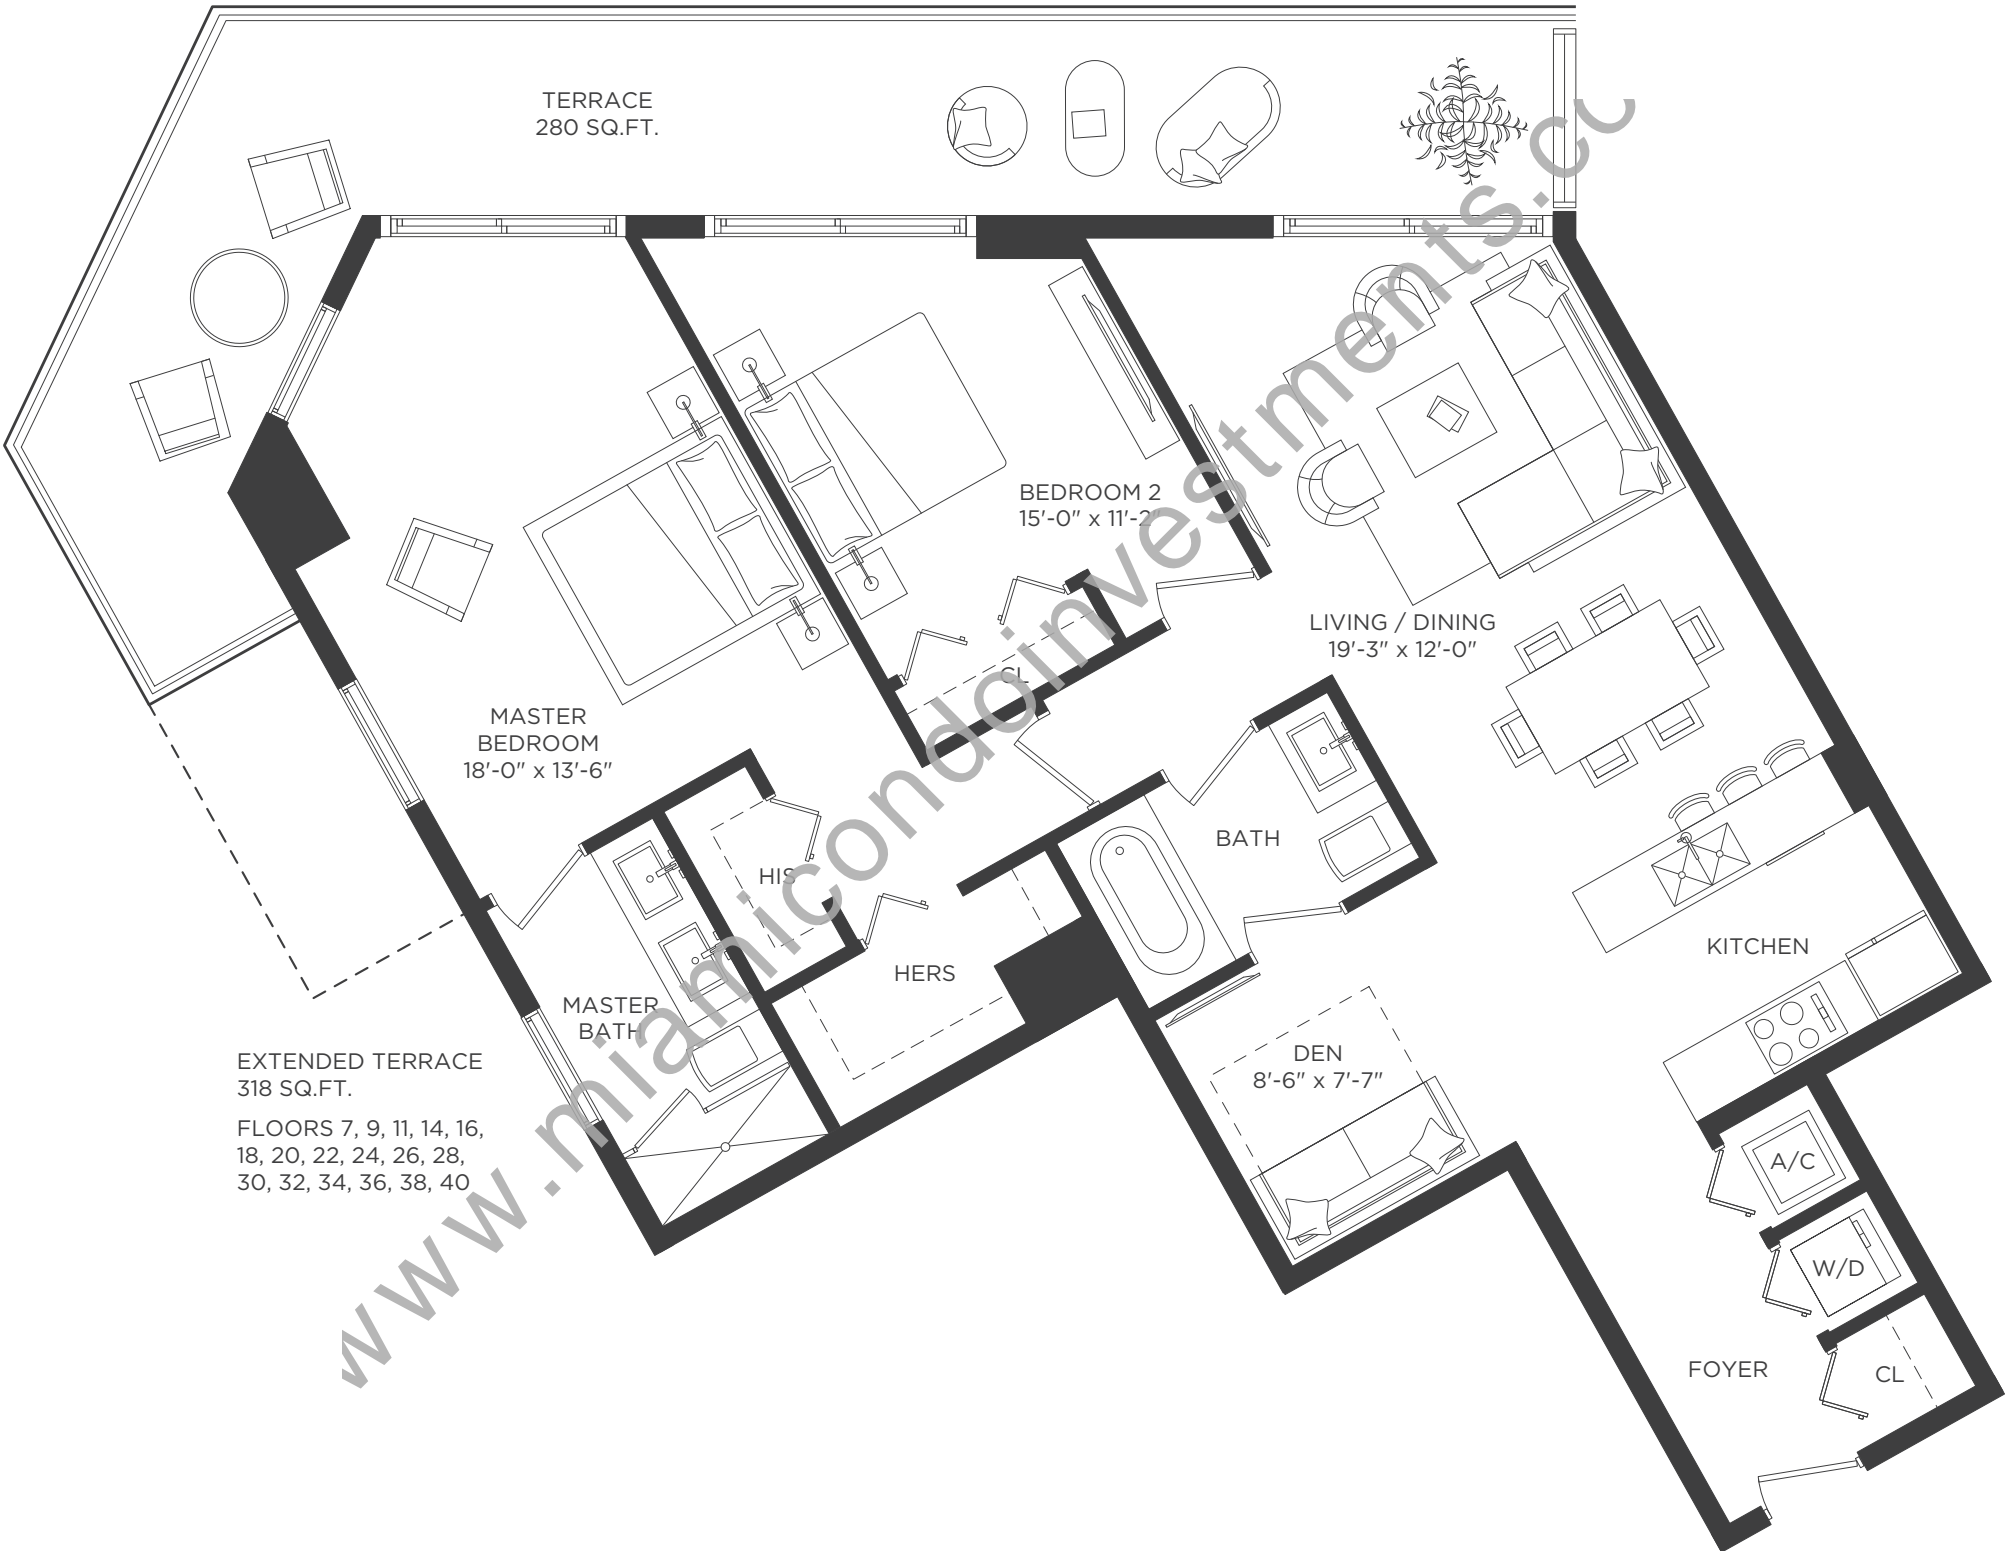 TERRACE
280 SQ.FT.
BEDROOM 2
15'-0" x 11'-2"
LIVING / DINING
19'-3" x 12'-0"
CL
MASTER
BEDROOM
18'-0" x 13'-6"
BATH
HIS
HERS
KITCHEN
MASTER
BATH
DEN
8'-6" x 7'-7"
EXTENDED TERRACE
318 SQ.FT.
FLOORS 7, 9, 11, 14, 16,
18, 20, 22, 24, 26, 28,
30, 32, 34, 36, 38, 40
A/C
W/D
FOYER
CL
www.miamicondoinvestments.co